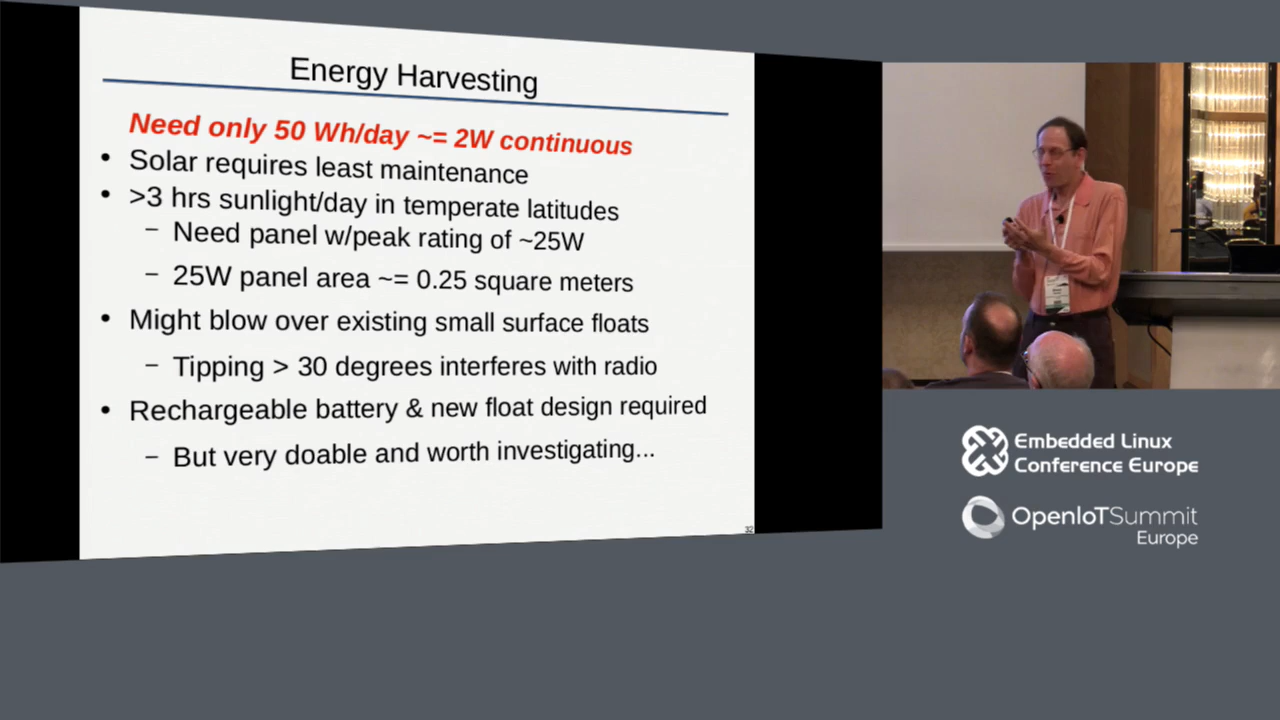 Energy Harvesting
Need only 50 Wh/day ~= 2W continuous
• Solar requires least maintenance
• >3 hrs sunlight/day in temperate latitudes
– Need panel w/peak rating of ~25W
– 25W panel area ~= 0.25 square meters
• Might blow over existing small surface floats
– Tipping > 30 degrees interferes with radio
• Rechargeable battery & new float design required
– But very doable and worth investigating...
32
Embedded Linux
Conference Europe
OpenIoTSummit
Europe